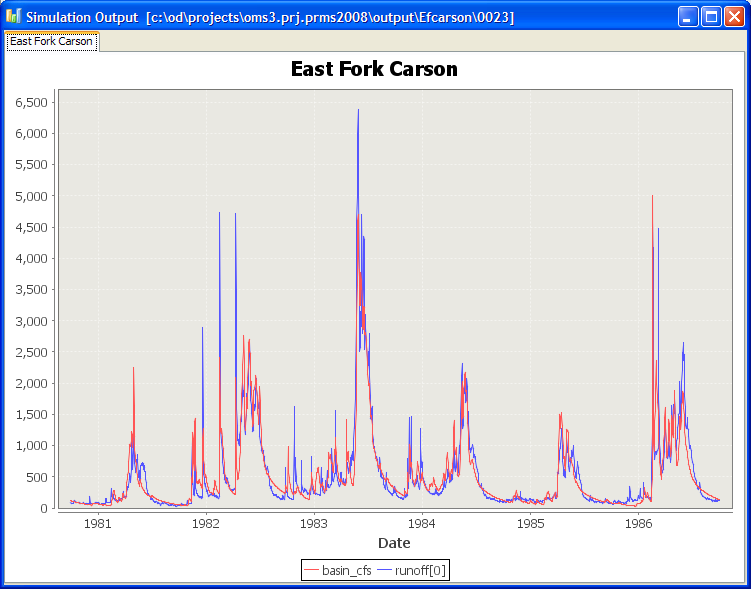 Simulation Output [c:\od\projects\oms3.prj.prms2008\output\Efcarson\0023]
East Fork Carson
East Fork Carson
6,500
6,000
5,500
5,000
4,500
4,000
3,500
3,000
2,500
2,000
1,500
1,000
500
0
1981 1982 1983 1984 1985 1986
Date
basin_cfs runoff[0]